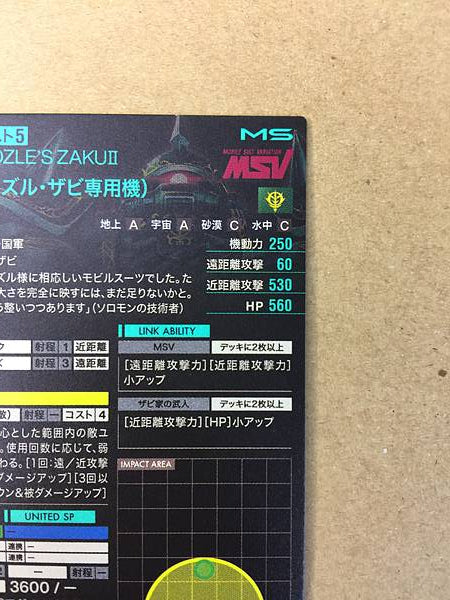 スト5
MS
OZLE'S ZAKUII
MOBILE SUIT VARIATION
MSV
ズル・ザビ専用機)
地上 A 宇宙 A 砂漠 C 水中 C
国軍
機動力 250
ザビ
遠距離攻撃 60
ズル様に相応しいモビルスーツでした。た
近距離攻撃 530
大さを完全に映すには、まだ足りないかと。
HP 560
う整いつつあります」(ソロモンの技術者)
LINK ABILITY
射程 1 近距離
MSV デッキに2枚以上
射程 3 遠距離
[遠距離攻撃力][近距離攻撃力]
小アップ
ザビ家の武人 デッキに2枚以上
敵) 射程 ー コスト 4
[近距離攻撃力][HP]小アップ
心とした範囲内の敵ユ
。使用回数に応じて、弱
わる。[1回:遠/近攻撃
IMPACT AREA
ダメージアップ][3回以
ウン&被ダメージアップ]
UNITED SP
連携 ー
連携 ー
ー 射程 ー
3600 / ー